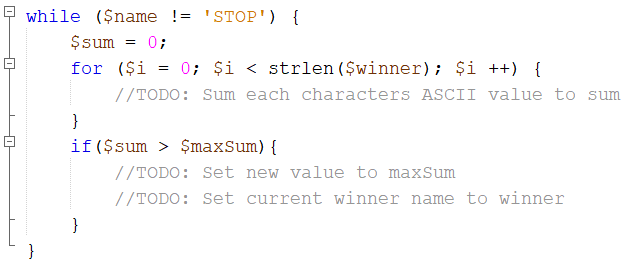 while ($name != 'STOP') {
    $sum = 0;
    for ($i = 0; $i < strlen($winner); $i ++) {
        //TODO: Sum each characters ASCII value to sum
    }
    if($sum > $maxSum){
        //TODO: Set new value to maxSum
        //TODO: Set current winner name to winner
    }
}